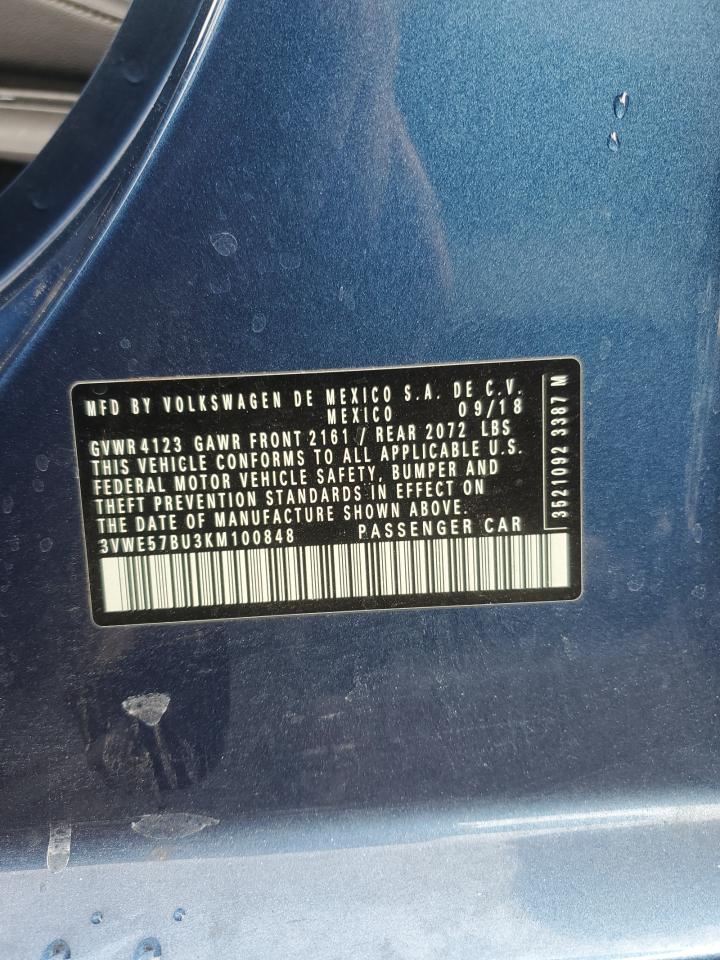 MFD BY VOLKSWAGEN DE MEXICO S.A. DE C.V.
MEXICO 09/18
GVWR 4123 GAWR FRONT 2161 / REAR 2072 LBS
THIS VEHICLE CONFORMS TO ALL APPLICABLE U.S.
FEDERAL MOTOR VEHICLE SAFETY, BUMPER AND
THEFT PREVENTION STANDARDS IN EFFECT ON
THE DATE OF MANUFACTURE SHOWN ABOVE.
3VWE57BU3KM100848 PASSENGER CAR
3521092 3387 M